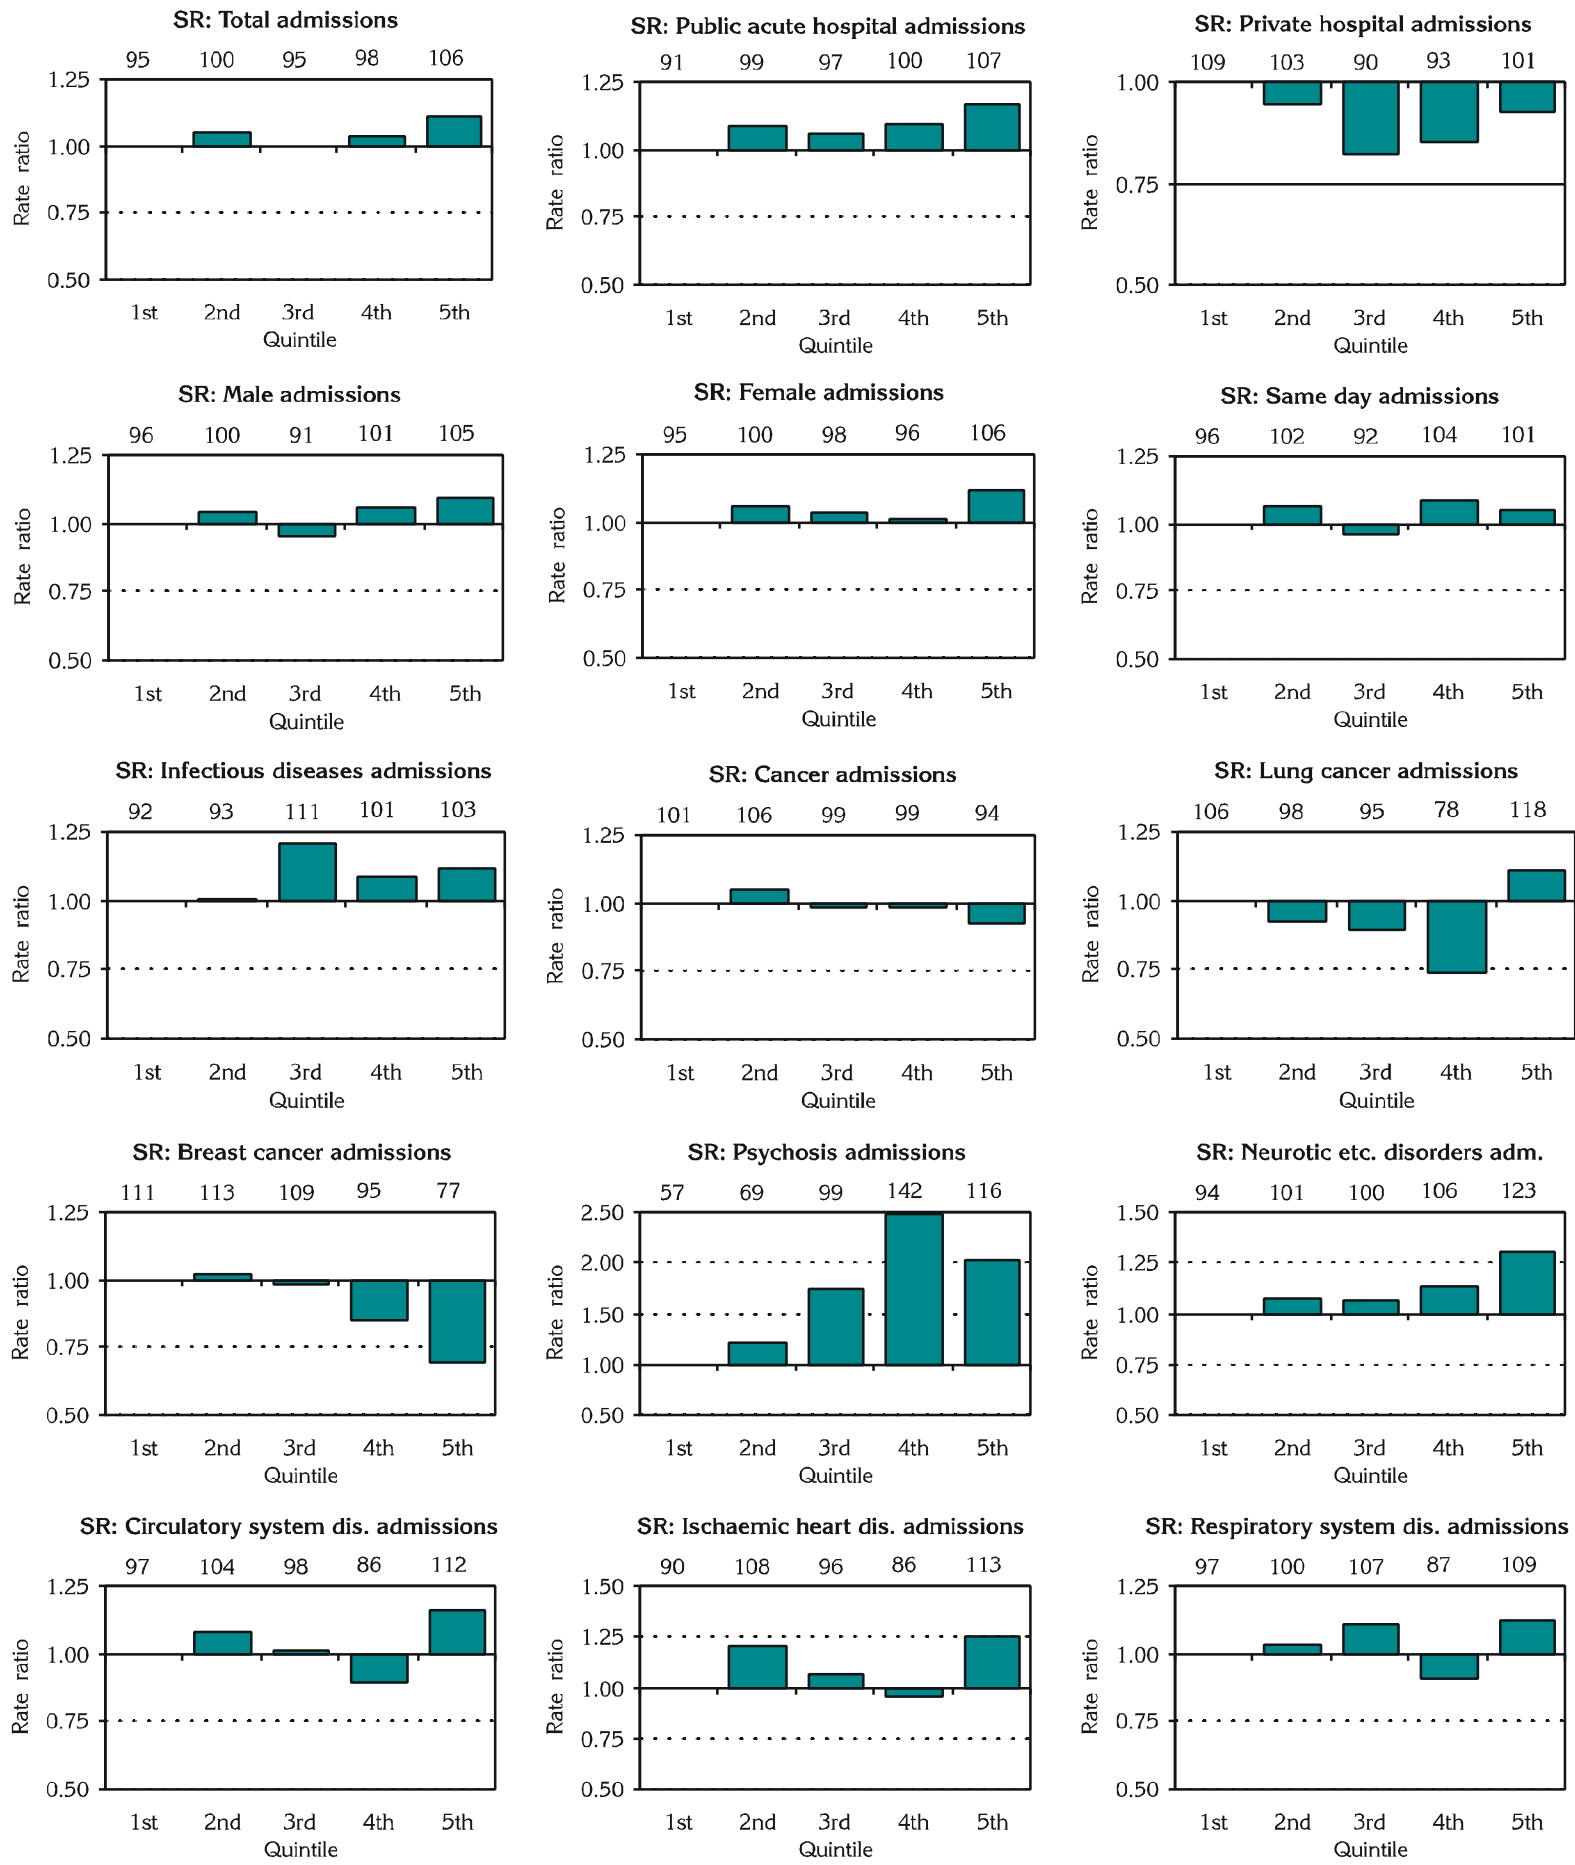 SR: Total admissions
95 100 95 98 106
1.25
1.00
0.75
0.50
Rate ratio
1st 2nd 3rd 4th 5th
Quintile
SR: Public acute hospital admissions
91 99 97 100 107
1.25
1.00
0.75
0.50
Rate ratio
1st 2nd 3rd 4th 5th
Quintile
SR: Private hospital admissions
109 103 90 93 101
1.00
0.75
0.50
Rate ratio
1st 2nd 3rd 4th 5th
Quintile
SR: Male admissions
96 100 91 101 105
1.25
1.00
0.75
0.50
Rate ratio
1st 2nd 3rd 4th 5th
Quintile
SR: Female admissions
95 100 98 96 106
1.25
1.00
0.75
0.50
Rate ratio
1st 2nd 3rd 4th 5th
Quintile
SR: Same day admissions
96 102 92 104 101
1.25
1.00
0.75
0.50
Rate ratio
1st 2nd 3rd 4th 5th
Quintile
SR: Infectious diseases admissions
92 93 111 101 103
1.25
1.00
0.75
0.50
Rate ratio
1st 2nd 3rd 4th 5th
Quintile
SR: Cancer admissions
101 106 99 99 94
1.25
1.00
0.75
0.50
Rate ratio
1st 2nd 3rd 4th 5th
Quintile
SR: Lung cancer admissions
106 98 95 78 118
1.25
1.00
0.75
0.50
Rate ratio
1st 2nd 3rd 4th 5th
Quintile
SR: Breast cancer admissions
111 113 109 95 77
1.25
1.00
0.75
0.50
Rate ratio
1st 2nd 3rd 4th 5th
Quintile
SR: Psychosis admissions
57 69 99 142 116
2.50
2.00
1.50
1.00
0.50
Rate ratio
1st 2nd 3rd 4th 5th
Quintile
SR: Neurotic etc. disorders adm.
94 101 100 106 123
1.50
1.25
1.00
0.75
0.50
Rate ratio
1st 2nd 3rd 4th 5th
Quintile
SR: Circulatory system dis. admissions
97 104 98 86 112
1.25
1.00
0.75
0.50
Rate ratio
1st 2nd 3rd 4th 5th
Quintile
SR: Ischaemic heart dis. admissions
90 108 96 86 113
1.50
1.25
1.00
0.75
0.50
Rate ratio
1st 2nd 3rd 4th 5th
Quintile
SR: Respiratory system dis. admissions
97 100 107 87 109
1.25
1.00
0.75
0.50
Rate ratio
1st 2nd 3rd 4th 5th
Quintile